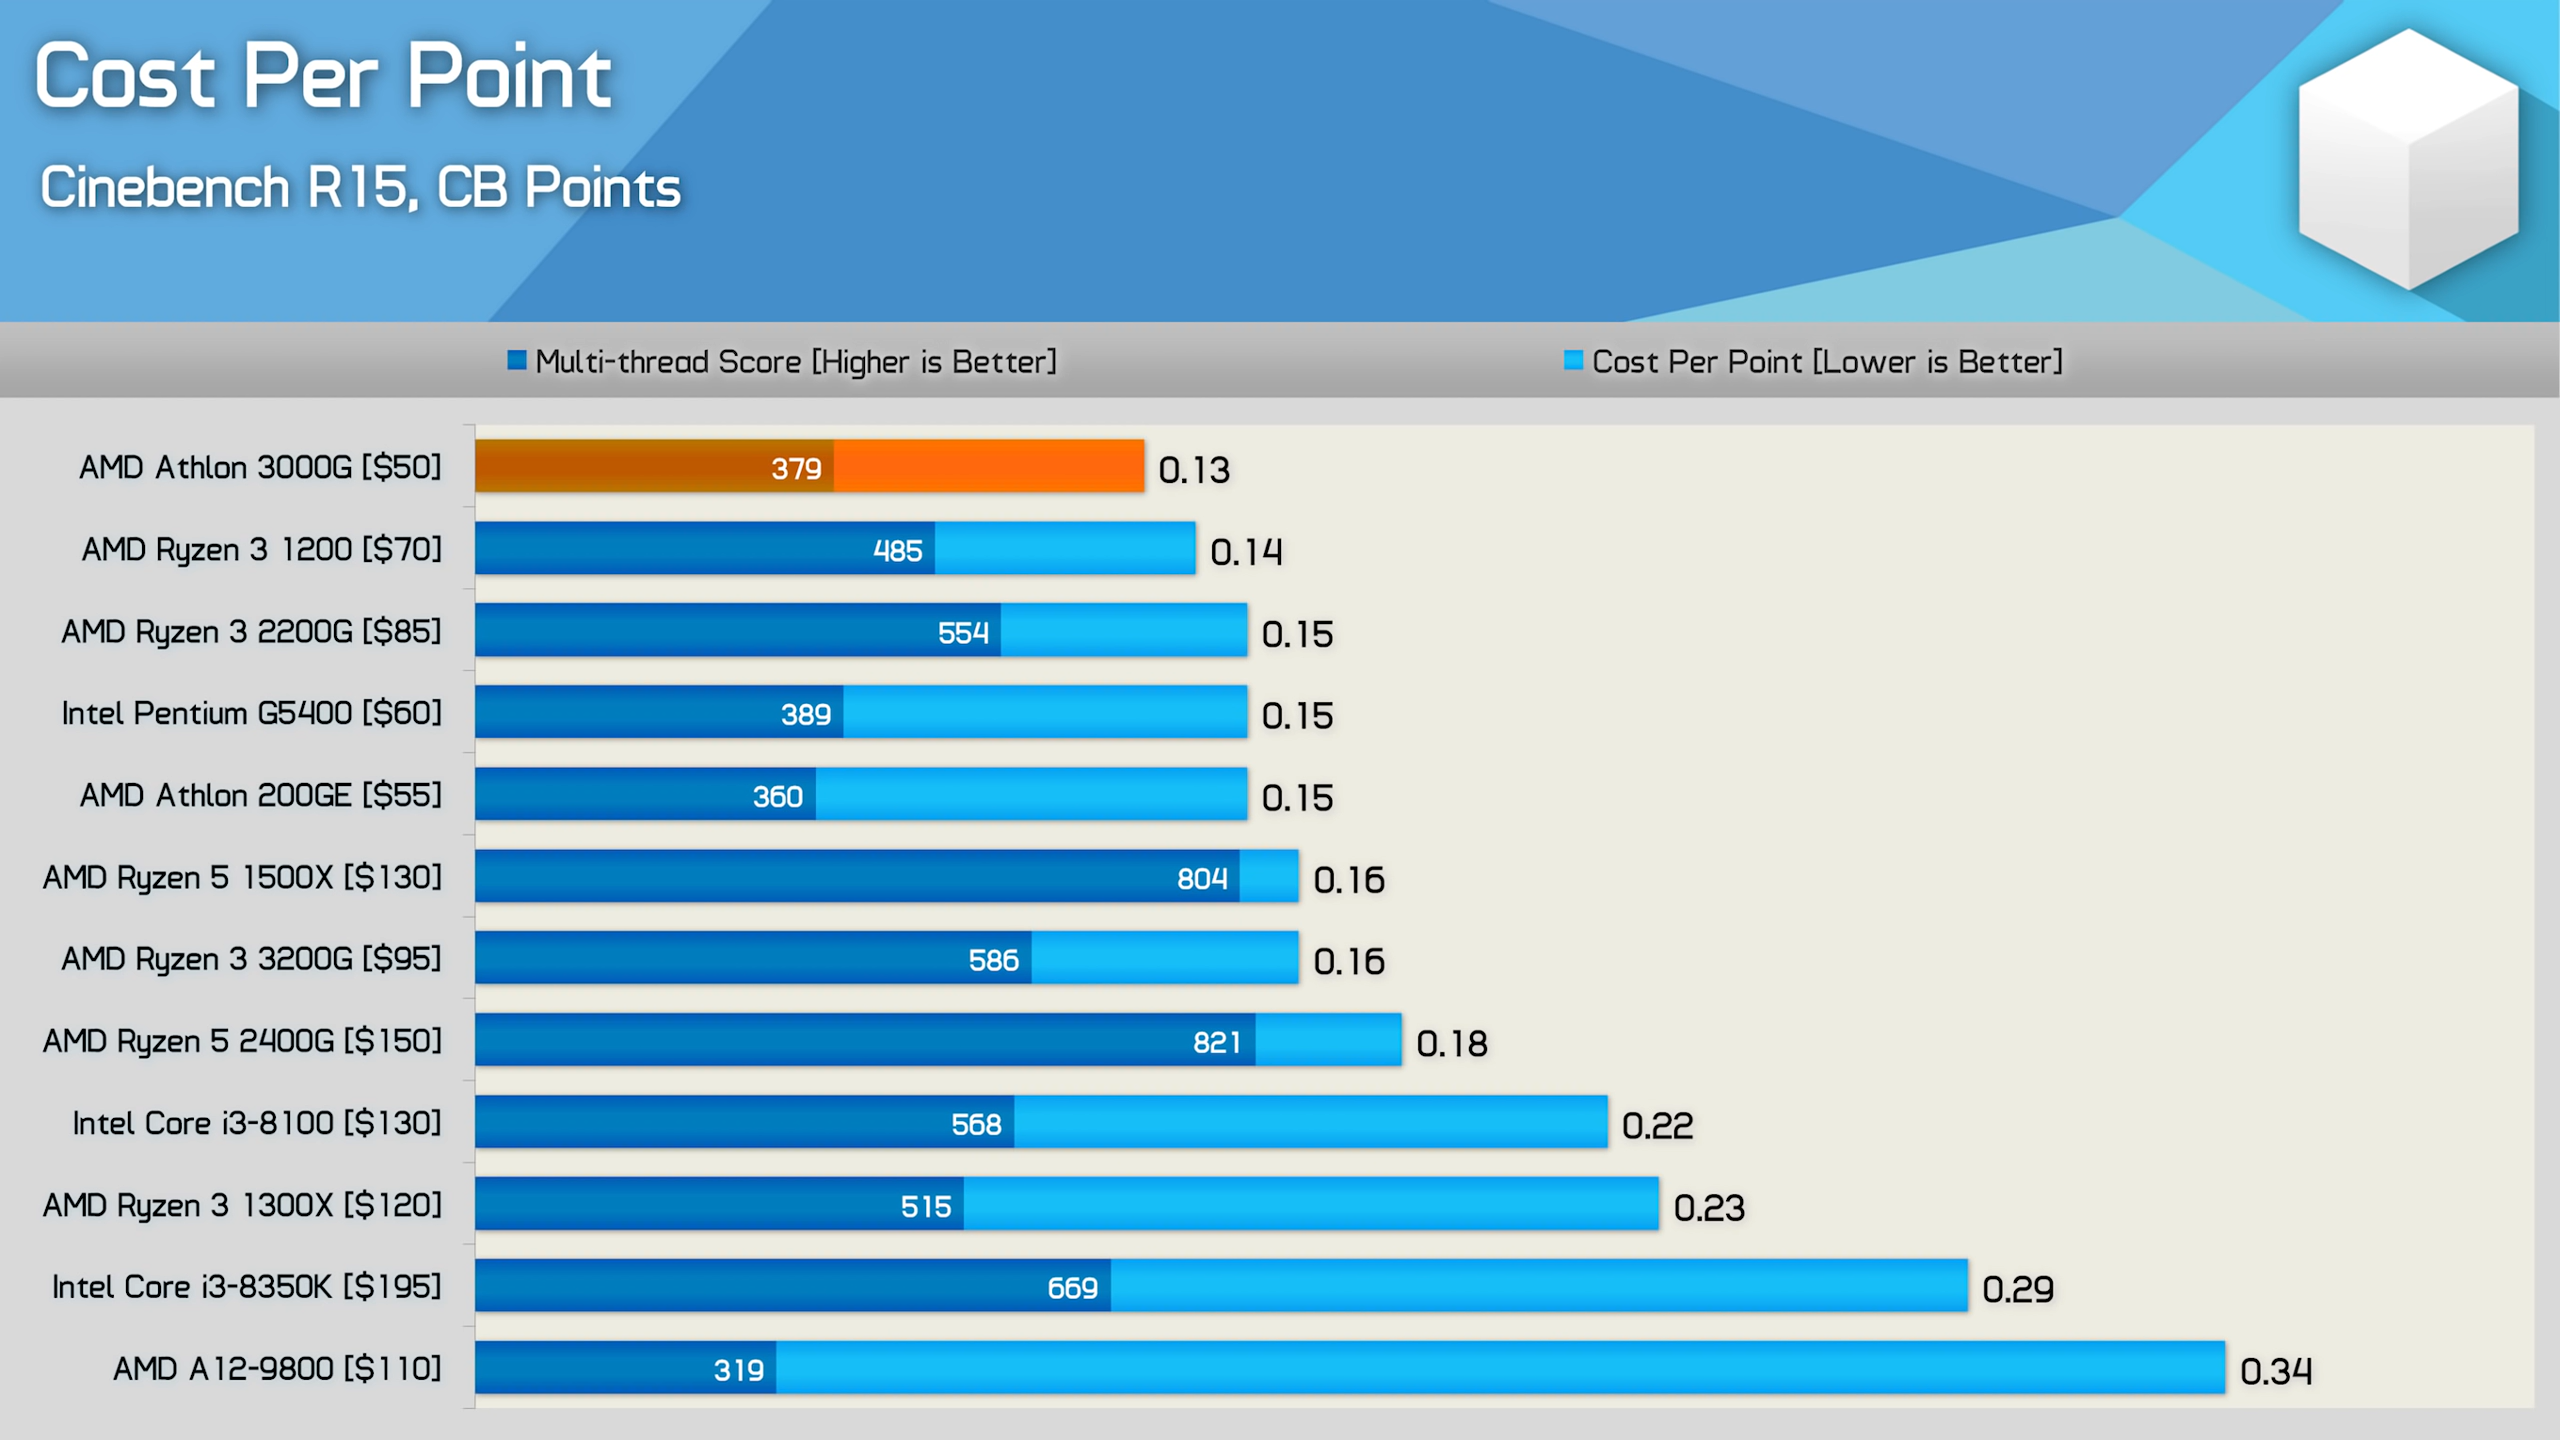 Cost Per Point
Cinebench R15, CB Points
Multi-thread Score [Higher is Better] Cost Per Point [Lower is Better]
AMD Athlon 3000G [$50] 379 0.13
AMD Ryzen 3 1200 [$70] 485 0.14
AMD Ryzen 3 2200G [$85] 554 0.15
Intel Pentium G5400 [$60] 389 0.15
AMD Athlon 200GE [$55] 360 0.15
AMD Ryzen 5 1500X [$130] 804 0.16
AMD Ryzen 3 3200G [$95] 586 0.16
AMD Ryzen 5 2400G [$150] 821 0.18
Intel Core i3-8100 [$130] 568 0.22
AMD Ryzen 3 1300X [$120] 515 0.23
Intel Core i3-8350K [$195] 669 0.29
AMD A12-9800 [$110] 319 0.34